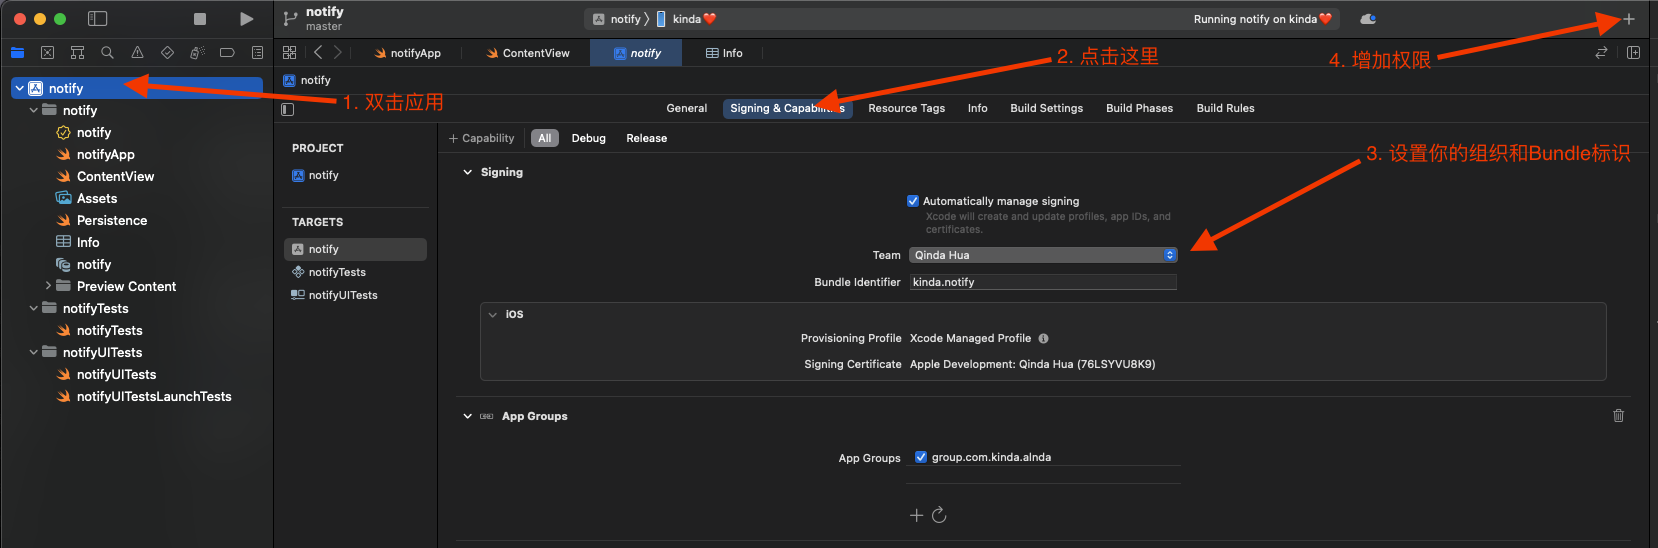 notify
master
notify 〉 kinda❤️
Running notify on kinda❤️
notifyApp
ContentView
notify
Info
4. 增加权限
2. 点击这里
notify
1. 双击应用
General
Signing & Capabilities
Resource Tags
Info
Build Settings
Build Phases
Build Rules
+ Capability
All
Debug
Release
3. 设置你的组织和Bundle标识
notify
notify
notify
notifyApp
ContentView
Assets
Persistence
Info
notify
Preview Content
notifyTests
notifyTests
notifyUITests
notifyUITests
notifyUITestsLaunchTests
PROJECT
notify
TARGETS
notify
notifyTests
notifyUITests
Signing
Automatically manage signing
Xcode will create and update profiles, app IDs, and
certificates.
Team
Qinda Hua
Bundle Identifier
kinda.notify
iOS
Provisioning Profile
Xcode Managed Profile
Signing Certificate
Apple Development: Qinda Hua (76LSYVU8K9)
App Groups
App Groups
group.com.kinda.alnda